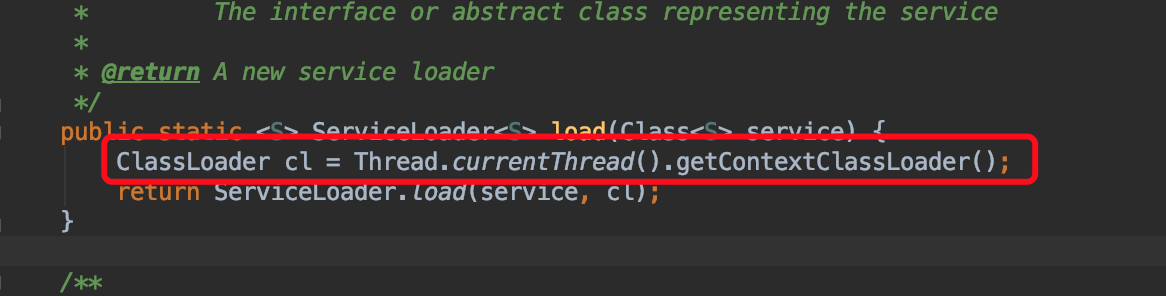 * The interface or abstract class representing the service
*
* @return A new service loader
*/
public static <S> ServiceLoader<S> load(Class<S> service) {
ClassLoader cl = Thread.currentThread().getContextClassLoader();
return ServiceLoader.load(service, cl);
}
/**